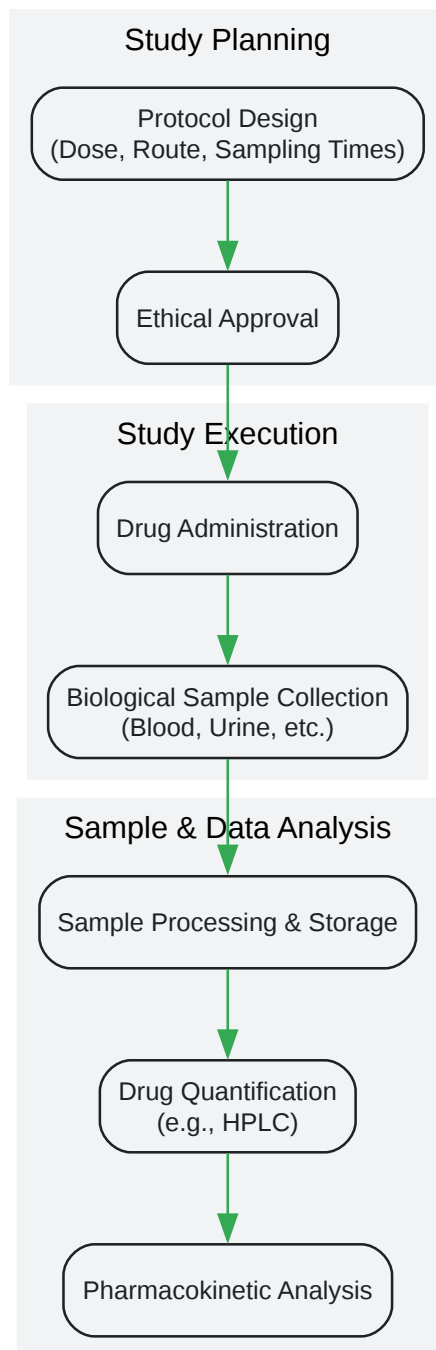 Study Planning
Protocol Design
(Dose, Route, Sampling Times)
Ethical Approval
Study Execution
Drug Administration
Biological Sample Collection
(Blood, Urine, etc.)
Sample & Data Analysis
Sample Processing & Storage
Drug Quantification
(e.g., HPLC)
Pharmacokinetic Analysis